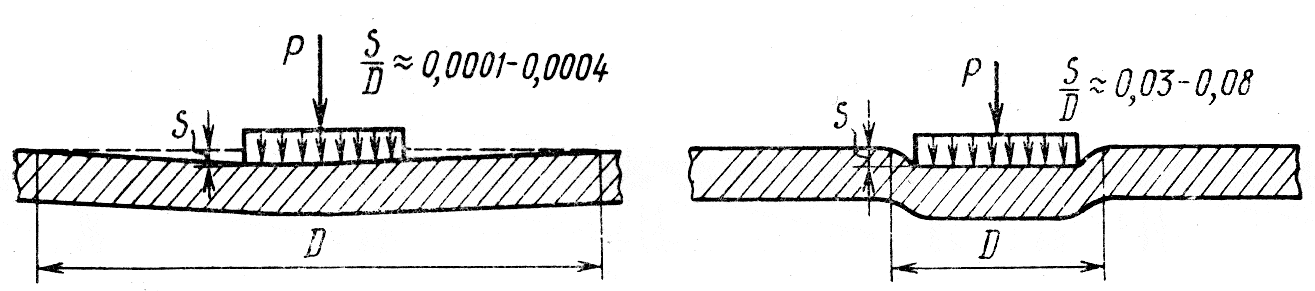 P
S/D ≈ 0,0001-0,0004
S
D
P
S/D ≈ 0,03-0,08
S
D